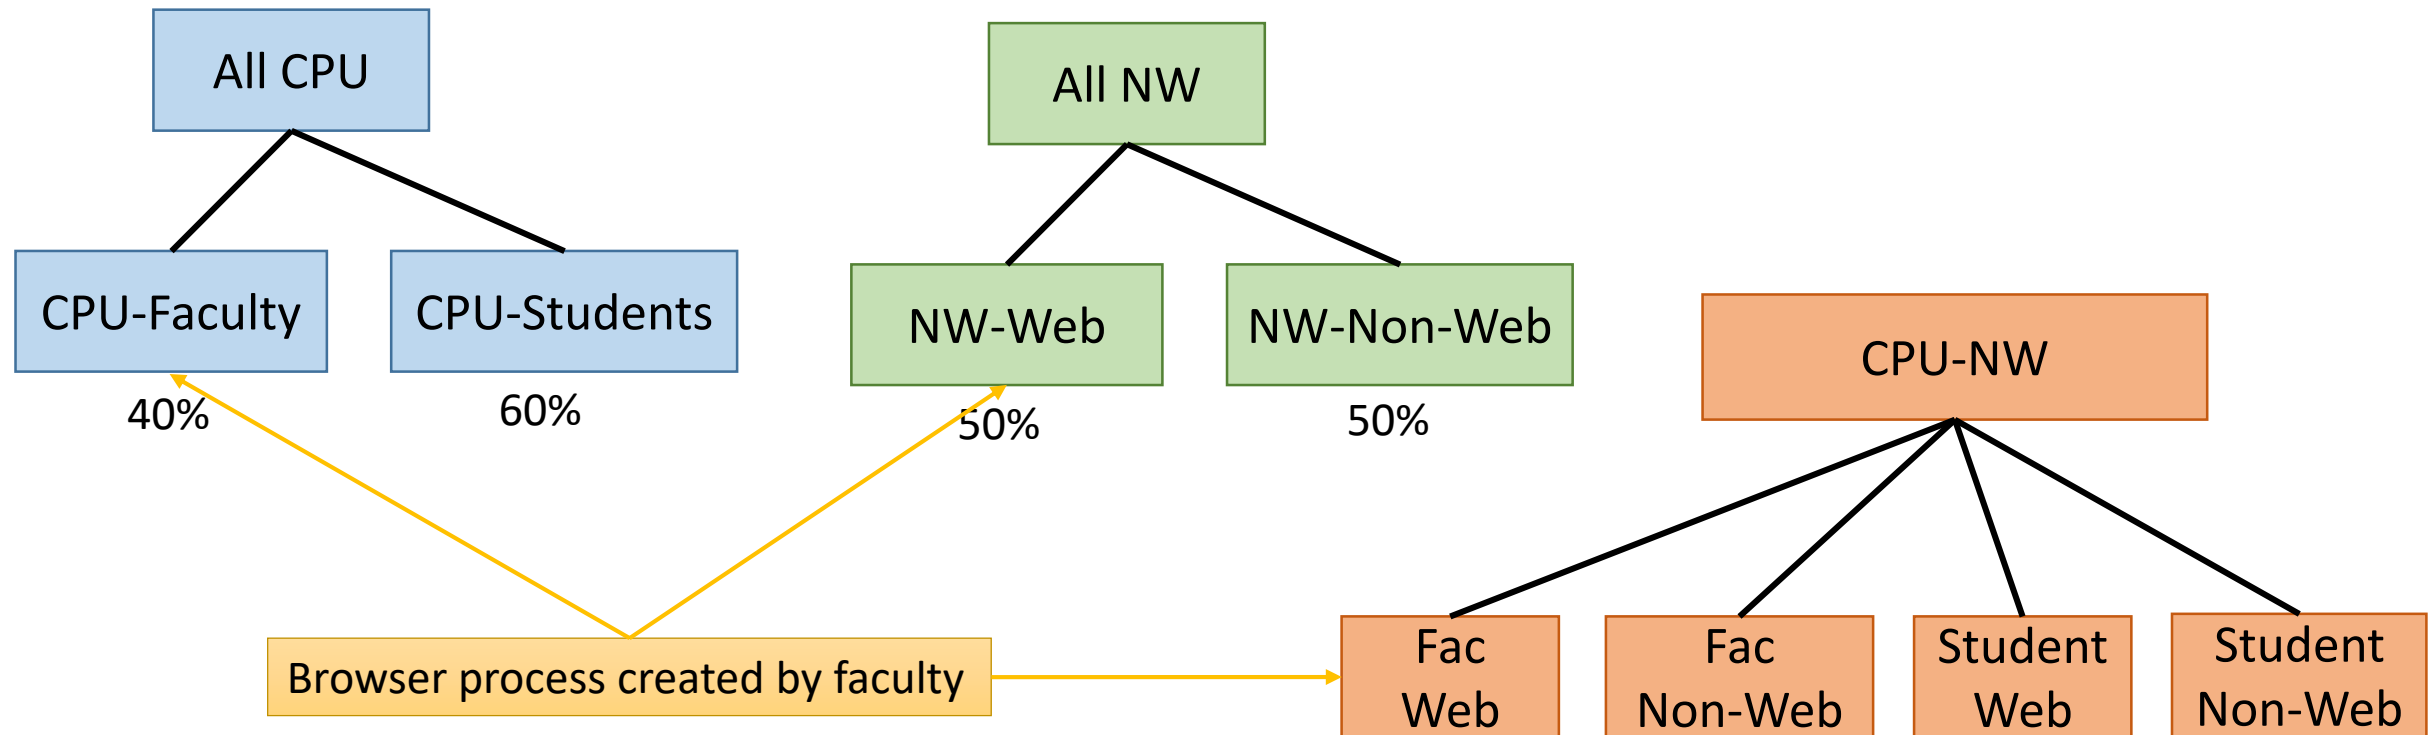 All CPU
All NW
CPU-Faculty
CPU-Students
NW-Web
NW-Non-Web
CPU-NW
40%
60%
50%
50%
Browser process created by faculty
Fac
Web
Fac
Non-Web
Student
Web
Student
Non-Web